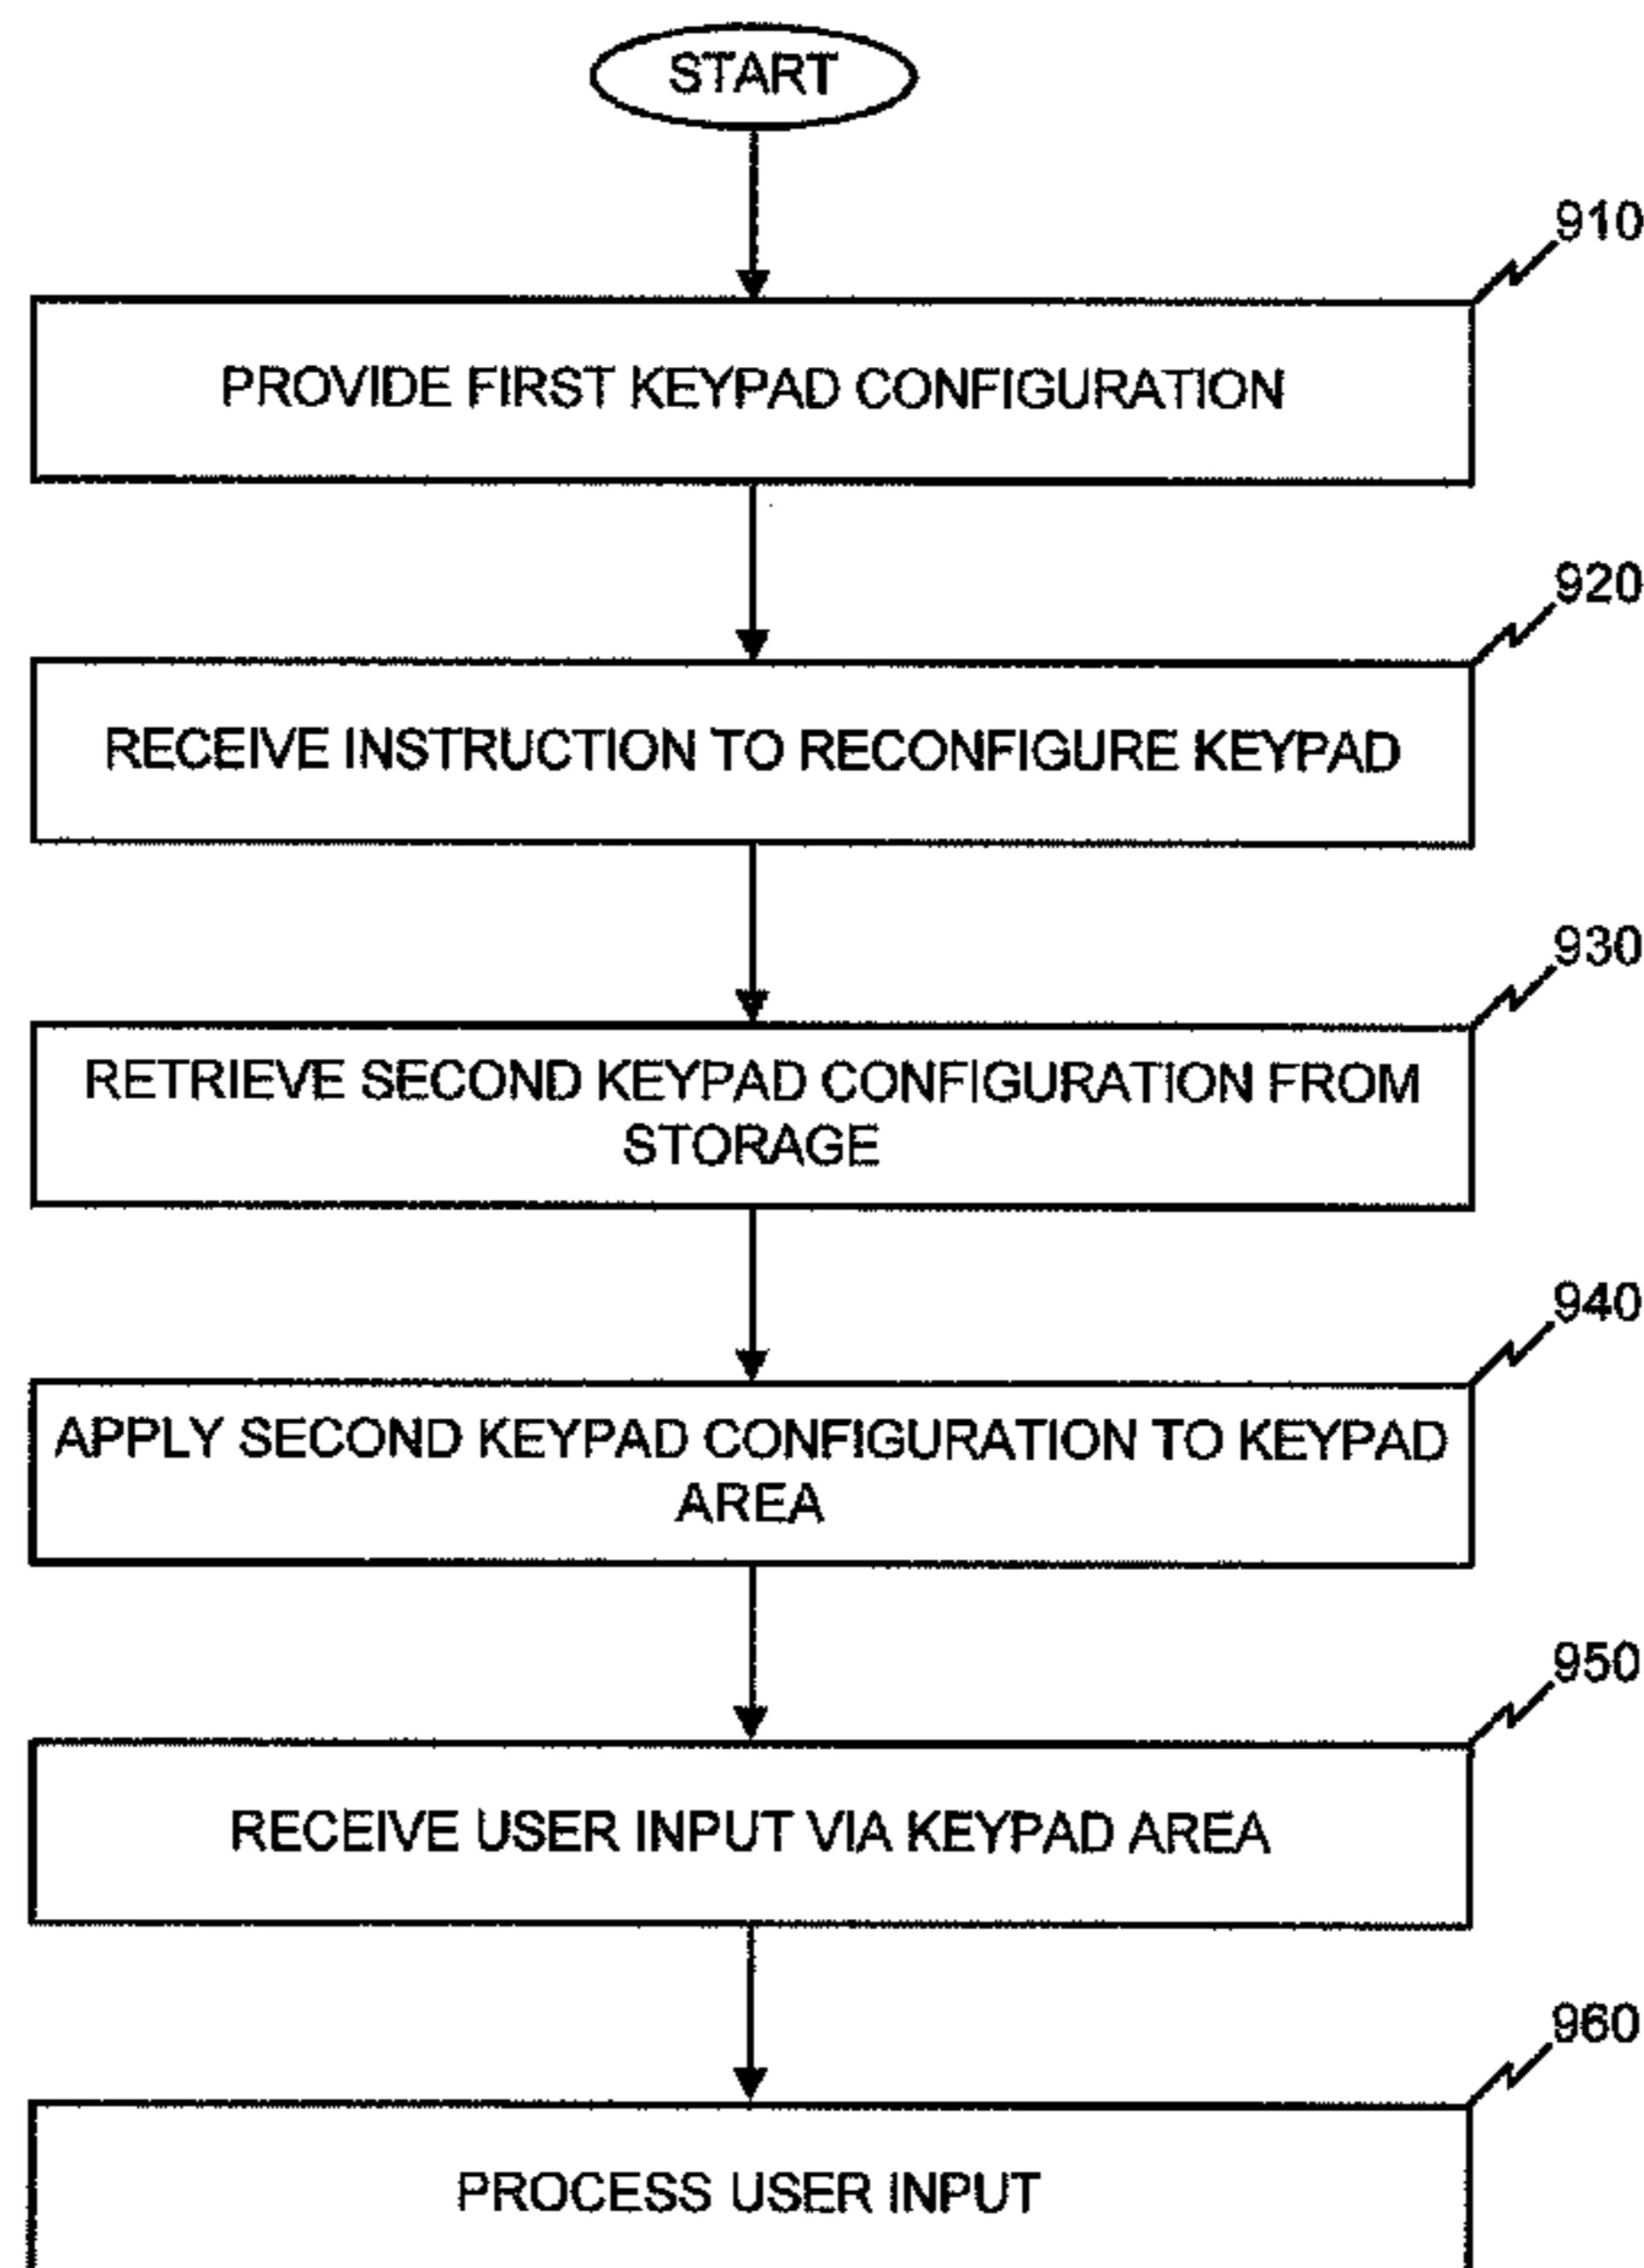 START
910
PROVIDE FIRST KEYPAD CONFIGURATION
920
RECEIVE INSTRUCTION TO RECONFIGURE KEYPAD
930
RETRIEVE SECOND KEYPAD CONFIGURATION FROM
STORAGE
940
APPLY SECOND KEYPAD CONFIGURATION TO KEYPAD
AREA
950
RECEIVE USER INPUT VIA KEYPAD AREA
960
PROCESS USER INPUT